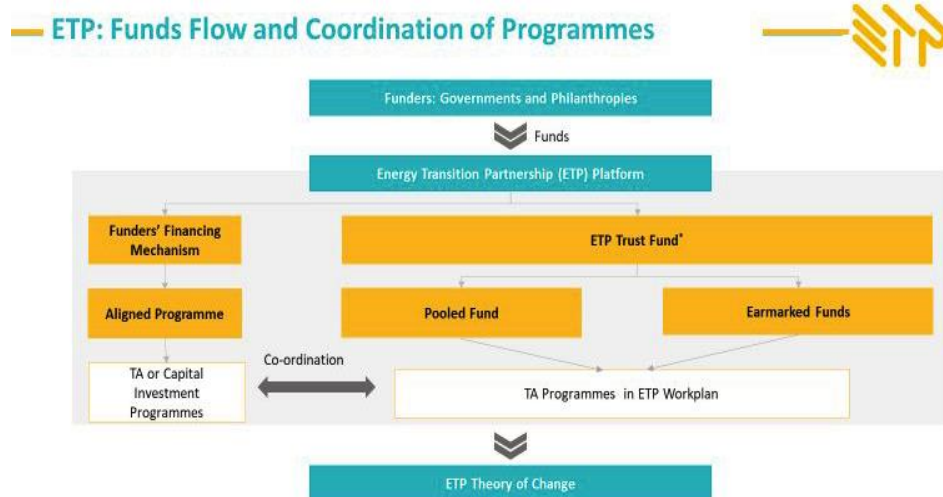 ETP: Funds Flow and Coordination of Programmes
ETP
Funders: Governments and Philanthropies
Funds
Energy Transition Partnership (ETP) Platform
Funders' Financing
Mechanism
ETP Trust Fund*
Aligned Programme
Pooled Fund
Earmarked Funds
Co-ordination
TA or Capital
Investment
Programmes
TA Programmes in ETP Workplan
ETP Theory of Change